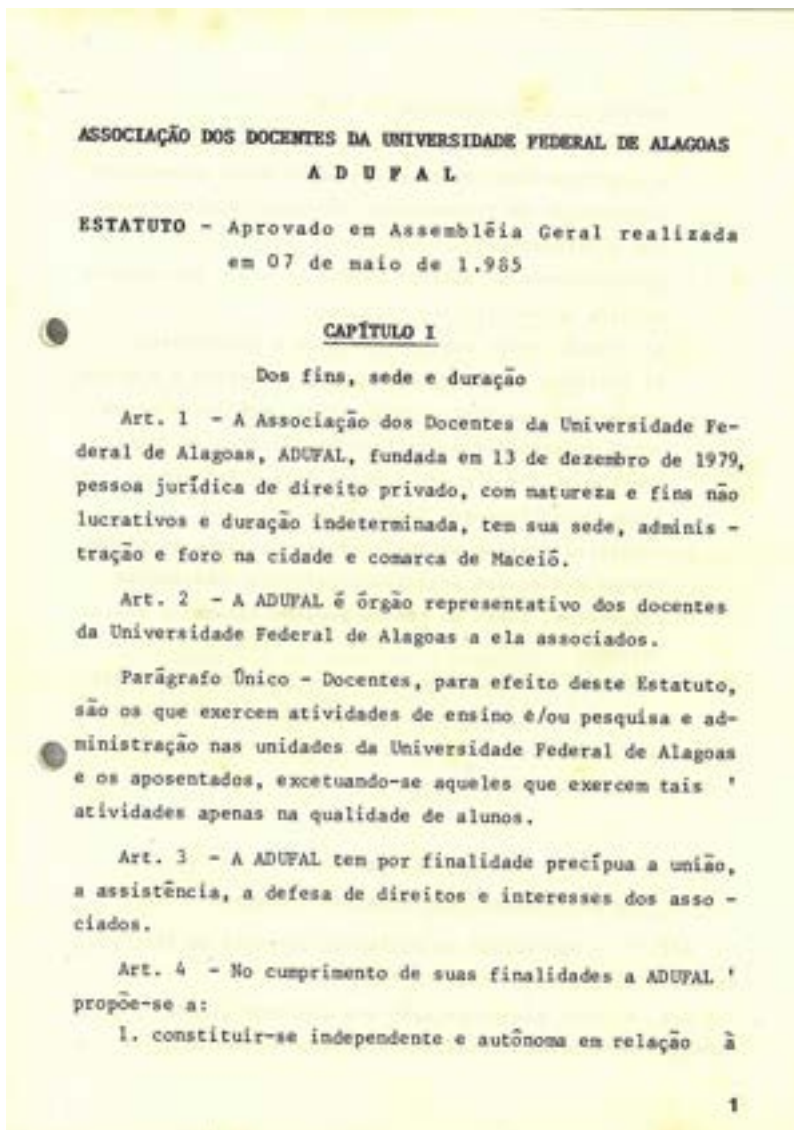 ASSOCIAÇÃO DOS DOCENTES DA UNIVERSIDADE FEDERAL DE ALAGOAS
A D U F A L
ESTATUTO - Aprovado em Assembléia Geral realizada
em 07 de maio de 1.985
CAPÍTULO I
Dos fins, sede e duração
Art. 1 - A Associação dos Docentes da Universidade Fe-
deral de Alagoas, ADUFAL, fundada em 13 de dezembro de 1979,
pessoa jurídica de direito privado, com natureza e fins não
lucrativos e duração indeterminada, tem sua sede, adminis -
tração e foro na cidade e comarca de Maceió.
Art. 2 - A ADUFAL é órgão representativo dos docentes
da Universidade Federal de Alagoas a ela associados.
Parágrafo Único - Docentes, para efeito deste Estatuto,
são os que exercem atividades de ensino e/ou pesquisa e ad-
ministração nas unidades da Universidade Federal de Alagoas
e os aposentados, excetuando-se aqueles que exercem tais '
atividades apenas na qualidade de alunos.
Art. 3 - A ADUFAL tem por finalidade precípua a união,
a assistência, a defesa de direitos e interesses dos asso -
ciados.
Art. 4 - No cumprimento de suas finalidades a ADUFAL '
propõe-se a:
1. constituir-se independente e autônoma em relação à
1